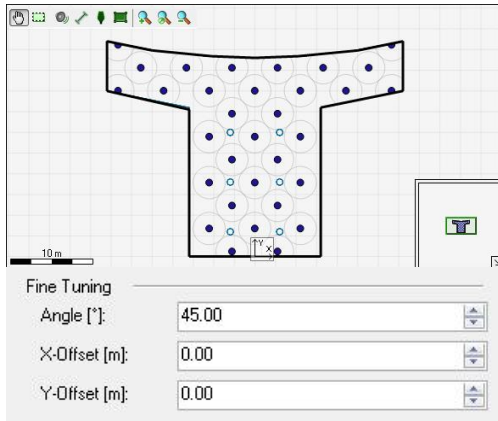 10 m
Y
X
Fine Tuning
Angle [°]:
45.00
X-Offset [m]:
0.00
Y-Offset [m]:
0.00